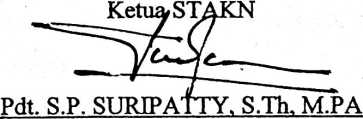 Ketua STAKN
Pdt. S.P. SURIPATTY, S.Th, M.PA